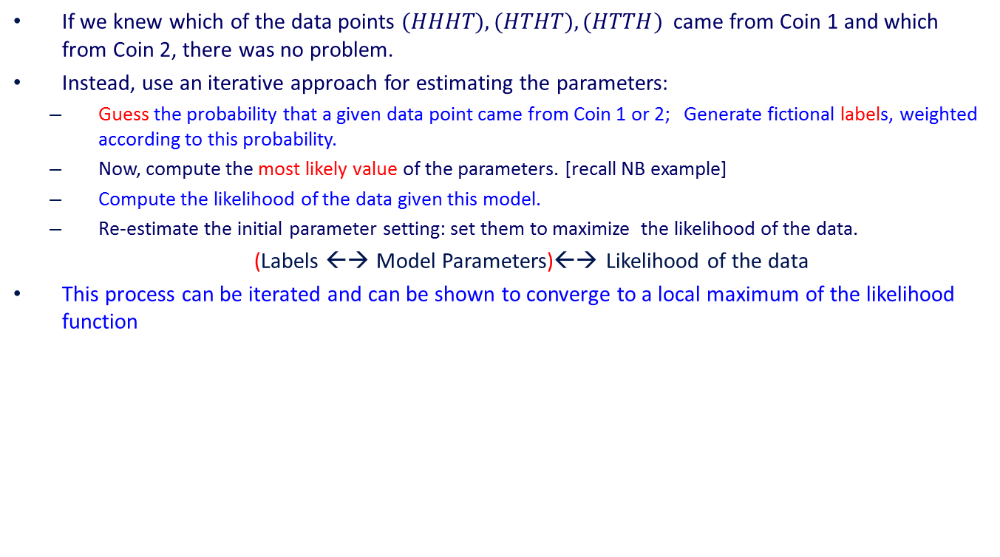 • If we knew which of the data points (HHHT), (HTHT), (HTTH) came from Coin 1 and which
from Coin 2, there was no problem.
• Instead, use an iterative approach for estimating the parameters:
– Guess the probability that a given data point came from Coin 1 or 2; Generate fictional labels, weighted
according to this probability.
– Now, compute the most likely value of the parameters. [recall NB example]
– Compute the likelihood of the data given this model.
– Re-estimate the initial parameter setting: set them to maximize the likelihood of the data.
(Labels ←→ Model Parameters)←→ Likelihood of the data
• This process can be iterated and can be shown to converge to a local maximum of the likelihood
function